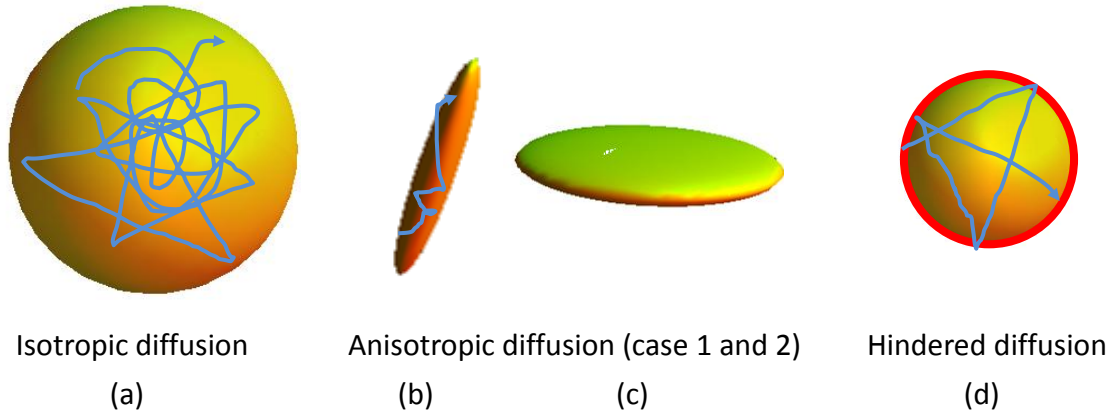 Isotropic diffusion
Anisotropic diffusion (case 1 and 2)
Hindered diffusion
(a)
(b)
(c)
(d)